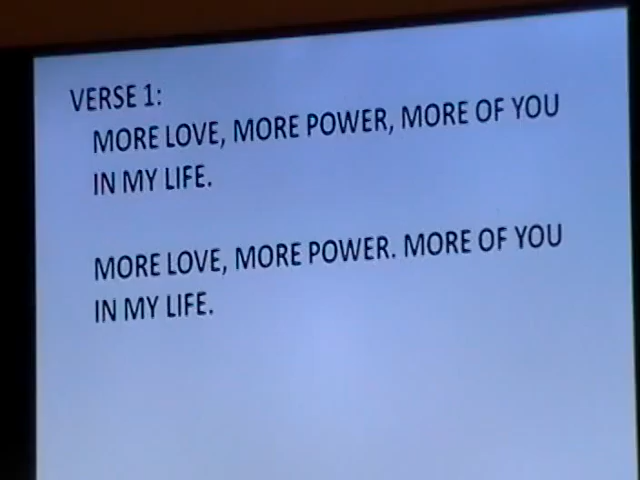 VERSE 1:
MORE LOVE, MORE POWER, MORE OF YOU
IN MY LIFE.
MORE LOVE, MORE POWER. MORE OF YOU
IN MY LIFE.